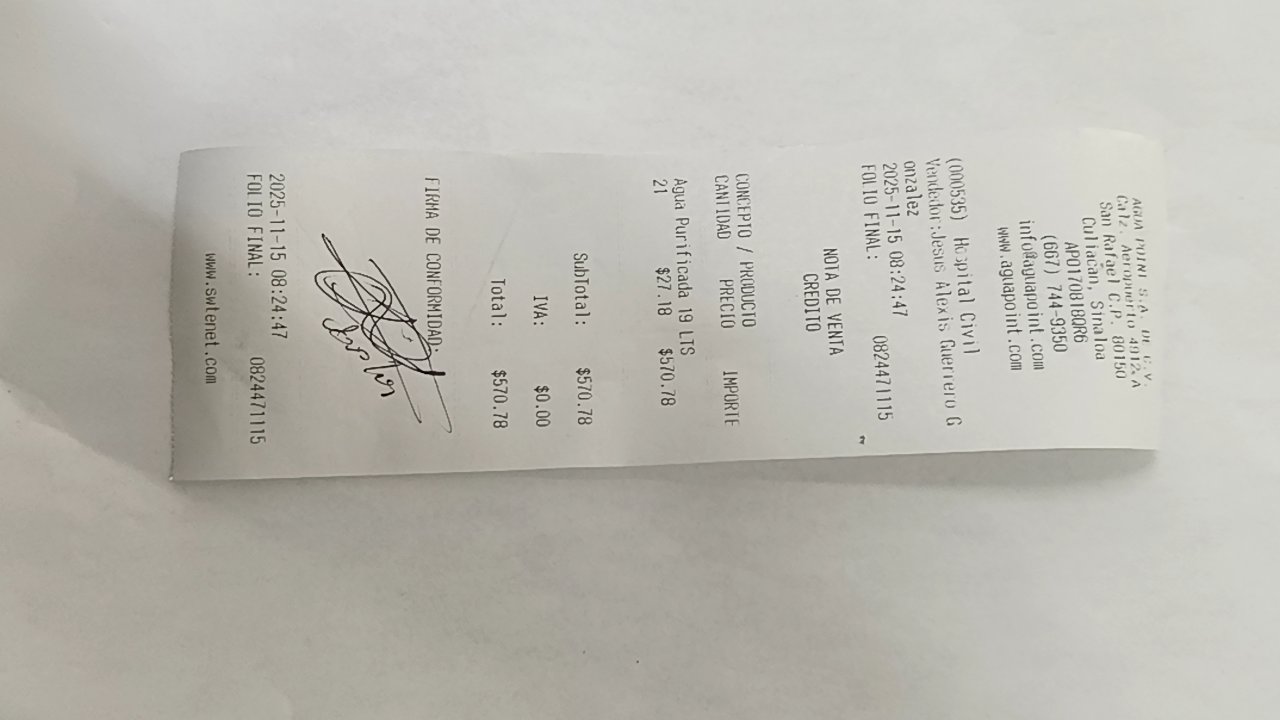 AGUA POINT S.A. DE C.V.
Calz. Aeropuerto 4012 A
San Rafael C.P. 80150
Culiacán, Sinaloa
APO170818QR6
(667) 744-9350
info@aguapoint.com
www.aguapoint.com
(000535) Hospital Civil
Vendedor:Jesus Alexis Guerrero G
onzalez
2025-11-15 08:24:47
FOLIO FINAL: 0824471115
NOTA DE VENTA
CREDITO
CONCEPTO / PRODUCTO
CANTIDAD PRECIO IMPORTE
Agua Purificada 19 LTS
21 $27.18 $570.78
SubTotal: $570.78
IVA: $0.00
Total: $570.78
FIRMA DE CONFORMIDAD:
2025-11-15 08:24:47
FOLIO FINAL: 0824471115
www.swtenet.com